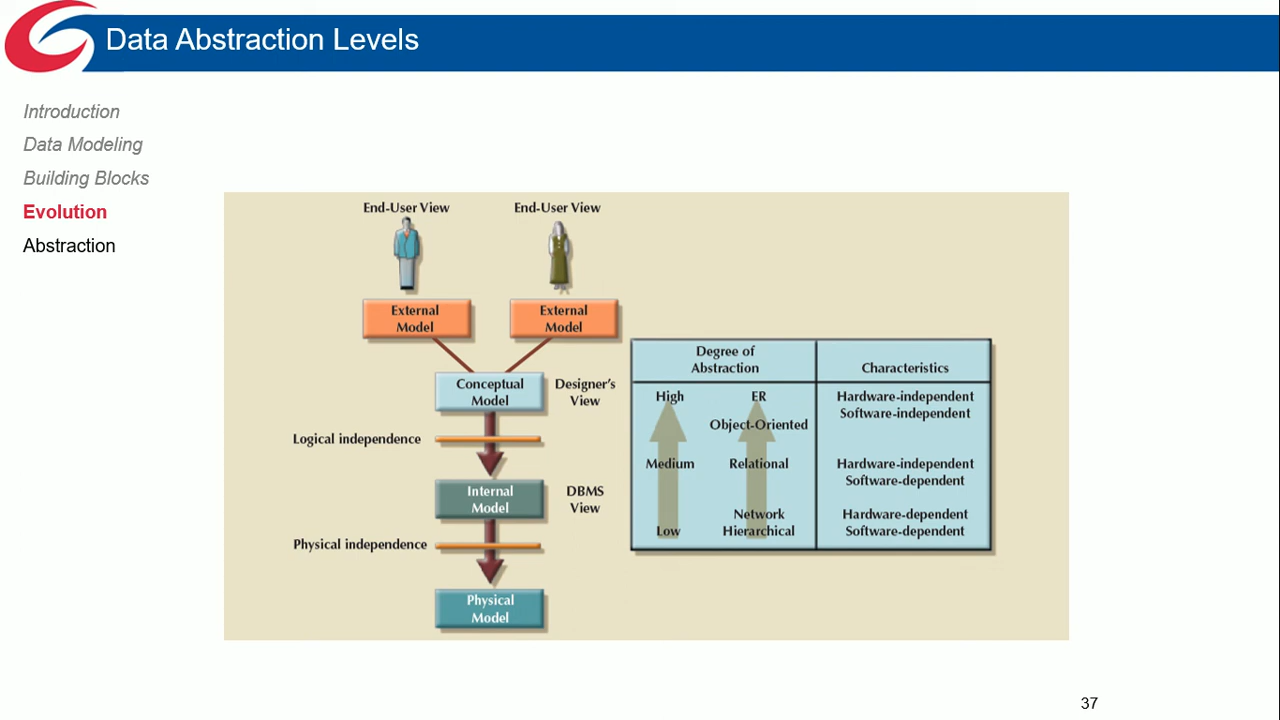 Data Abstraction Levels
Introduction
Data Modeling
Building Blocks
Evolution
Abstraction
End-User View
End-User View
External
Model
External
Model
Conceptual
Model
Designer's
View
Logical independence
Internal
Model
DBMS
View
Physical independence
Physical
Model
Degree of
Abstraction
Characteristics
High
ER
Hardware-independent
Software-independent
Object-Oriented
Medium
Relational
Hardware-independent
Software-dependent
Low
Network
Hierarchical
Hardware-dependent
Software-dependent
37